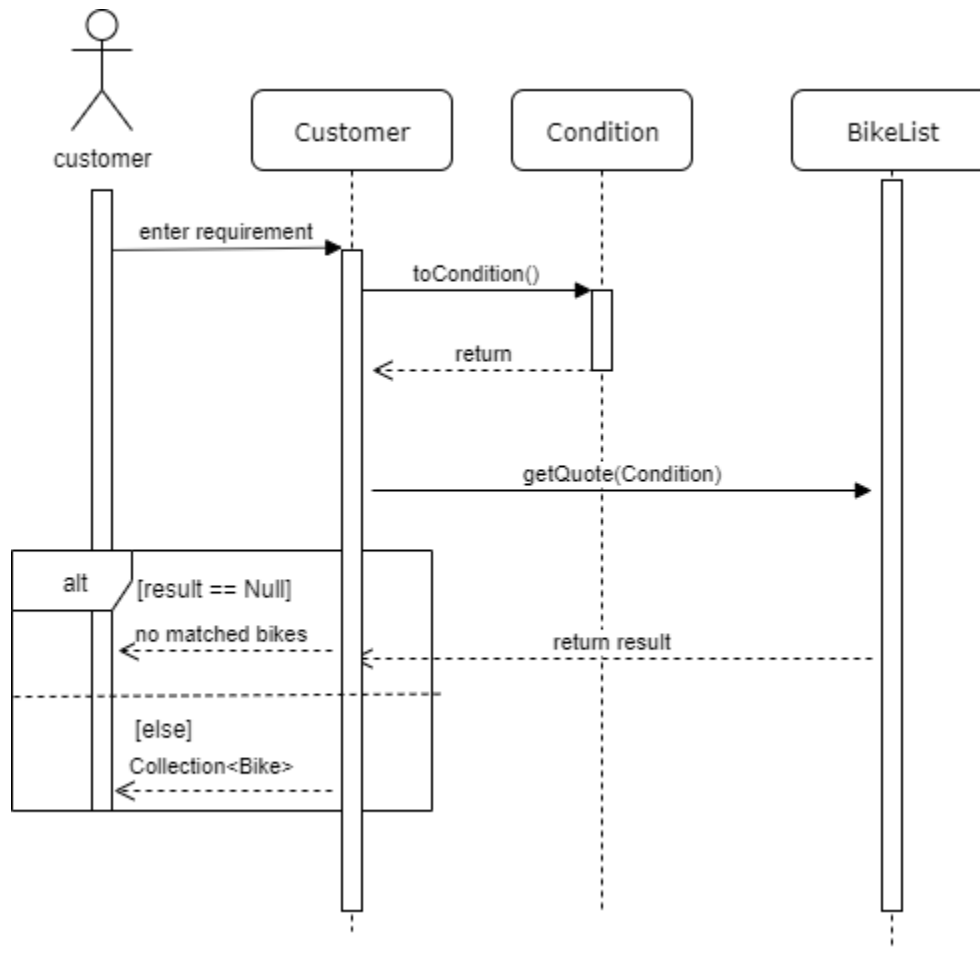 customer
Customer
Condition
BikeList
enter requirement
toCondition()
return
getQuote(Condition)
alt
[result == Null]
no matched bikes
return result
[else]
Collection<Bike>